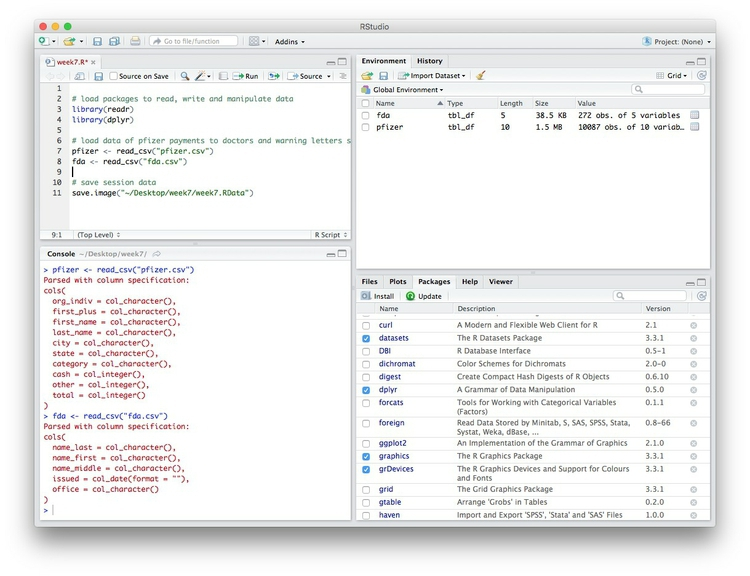 RStudio
Go to file/function
Addins
Project: (None)
week7.R*
Source on Save
Run
Source
1
2 # load packages to read, write and manipulate data
3 library(readr)
4 library(dplyr)
5
6 # load data of pfizer payments to doctors and warning letters s
7 pfizer <- read_csv("pfizer.csv")
8 fda <- read_csv("fda.csv")
9
10 # save session data
11 save.image("~/Desktop/week7/week7.RData")
9:1 (Top Level) R Script
Console ~/Desktop/week7/
> pfizer <- read_csv("pfizer.csv")
Parsed with column specification:
cols(
org_indiv = col_character(),
first_plus = col_character(),
first_name = col_character(),
last_name = col_character(),
city = col_character(),
state = col_character(),
category = col_character(),
cash = col_integer(),
other = col_integer(),
total = col_integer()
)
> fda <- read_csv("fda.csv")
Parsed with column specification:
cols(
name_last = col_character(),
name_first = col_character(),
name_middle = col_character(),
issued = col_date(format = ""),
office = col_character()
)
>
Environment History
Import Dataset Grid
Global Environment
Name Type Length Size Value
fda tbl_df 5 38.5 KB 272 obs. of 5 variables
pfizer tbl_df 10 1.5 MB 10087 obs. of 10 variab…
Files Plots Packages Help Viewer
Install Update
Name Description Version
curl A Modern and Flexible Web Client for R 2.1
datasets The R Datasets Package 3.3.1
DBI R Database Interface 0.5-1
dichromat Color Schemes for Dichromats 2.0-0
digest Create Compact Hash Digests of R Objects 0.6.10
dplyr A Grammar of Data Manipulation 0.5.0
forcats Tools for Working with Categorical Variables 0.1.1
(Factors)
foreign Read Data Stored by Minitab, S, SAS, SPSS, Stata, 0.8-66
Systat, Weka, dBase, ...
ggplot2 An Implementation of the Grammar of Graphics 2.1.0
graphics The R Graphics Package 3.3.1
grDevices The R Graphics Devices and Support for Colours 3.3.1
and Fonts
grid The Grid Graphics Package 3.3.1
gtable Arrange 'Grobs' in Tables 0.2.0
haven Import and Export 'SPSS', 'Stata' and 'SAS' Files 1.0.0